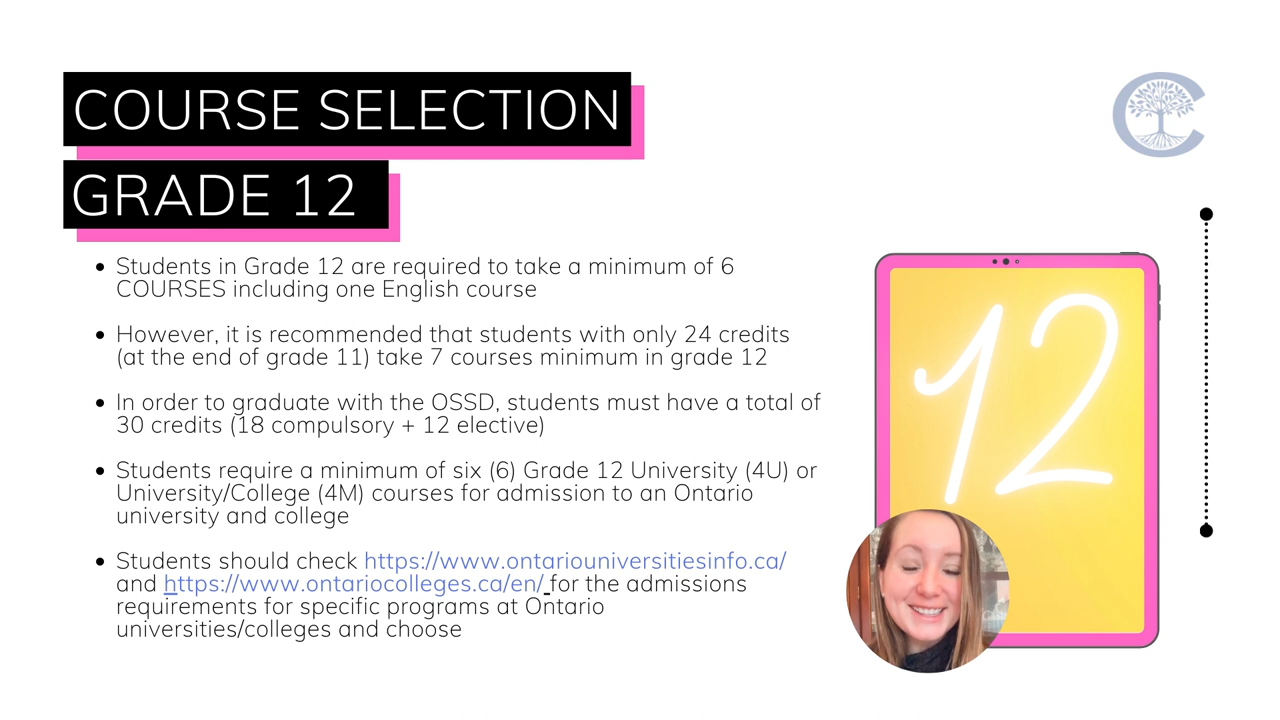 COURSE SELECTION
GRADE 12
• Students in Grade 12 are required to take a minimum of 6
COURSES including one English course
• However, it is recommended that students with only 24 credits
(at the end of grade 11) take 7 courses minimum in grade 12
• In order to graduate with the OSSD, students must have a total of
30 credits (18 compulsory + 12 elective)
• Students require a minimum of six (6) Grade 12 University (4U) or
University/College (4M) courses for admission to an Ontario
university and college
• Students should check https://www.ontariouniversitiesinfo.ca/
and https://www.ontariocolleges.ca/en/ for the admissions
requirements for specific programs at Ontario
universities/colleges and choose
C
12